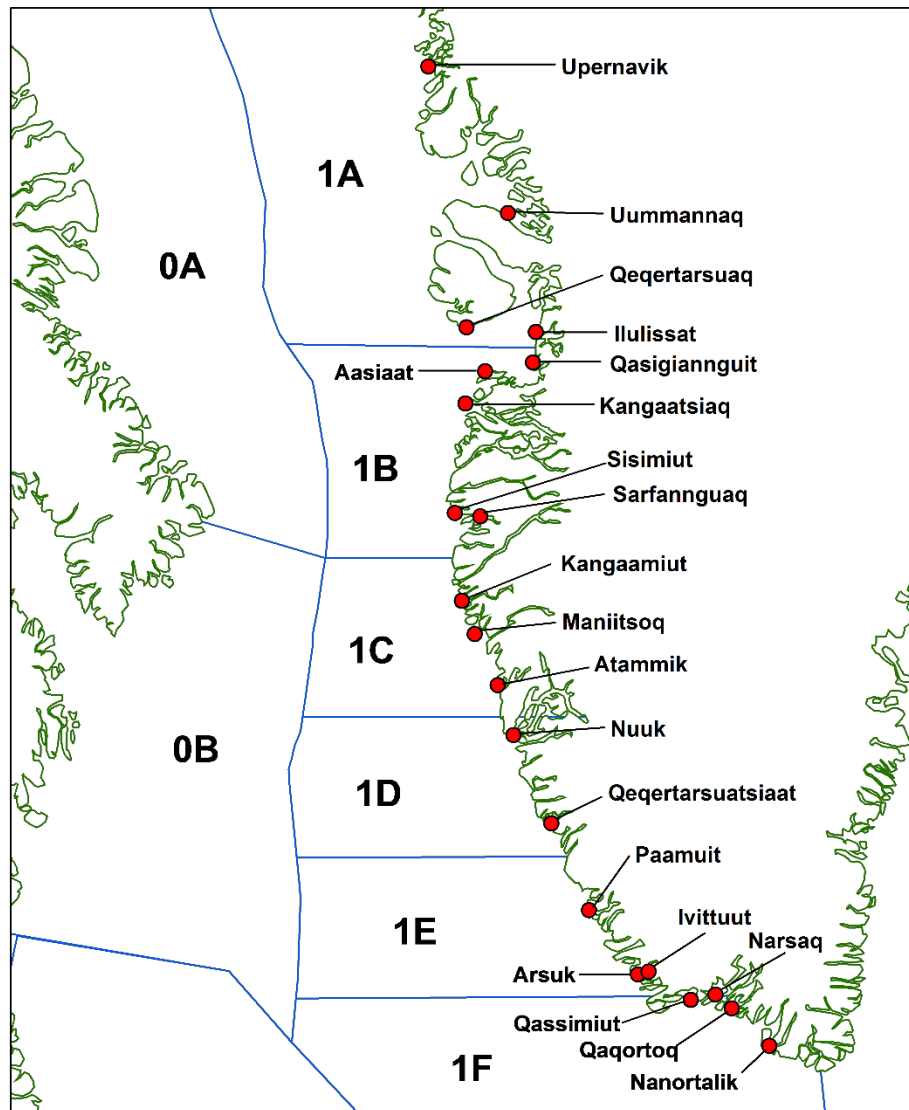 Upernavik
1A
Uummannaq
0A
Qeqertarsuaq
Ilulissat
Qasigiannguit
Aasiaat
Kangaatsiaq
1B
Sisimiut
Sarfannguaq
Kangaamiut
Maniitsoq
1C
Atammik
Nuuk
0B
1D
Qeqertarsuatsiaat
Paamuit
Ivittuut
1E
Narsaq
Arsuk
Qassimiut
Qaqortoq
1F
Nanortalik